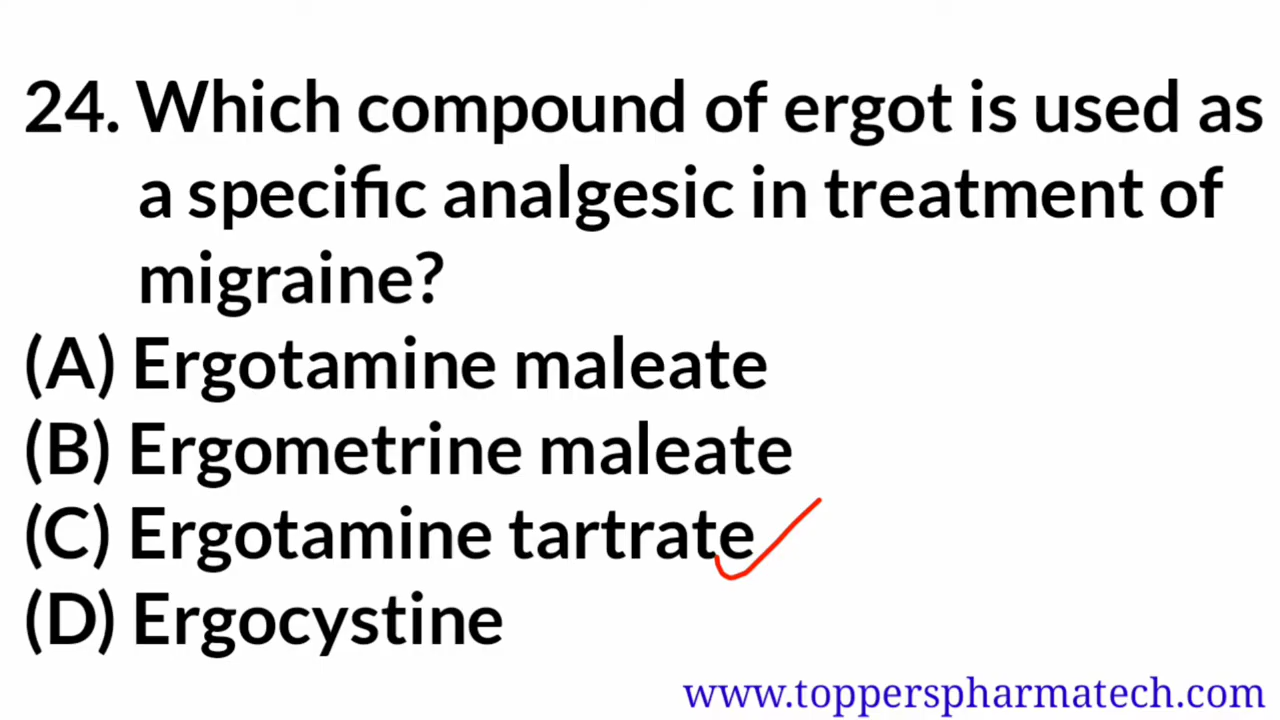 24. Which compound of ergot is used as
a specific analgesic in treatment of
migraine?
(A) Ergotamine maleate
(B) Ergometrine maleate
(C) Ergotamine tartrate
(D) Ergocystine
www.topperspharmatech.com